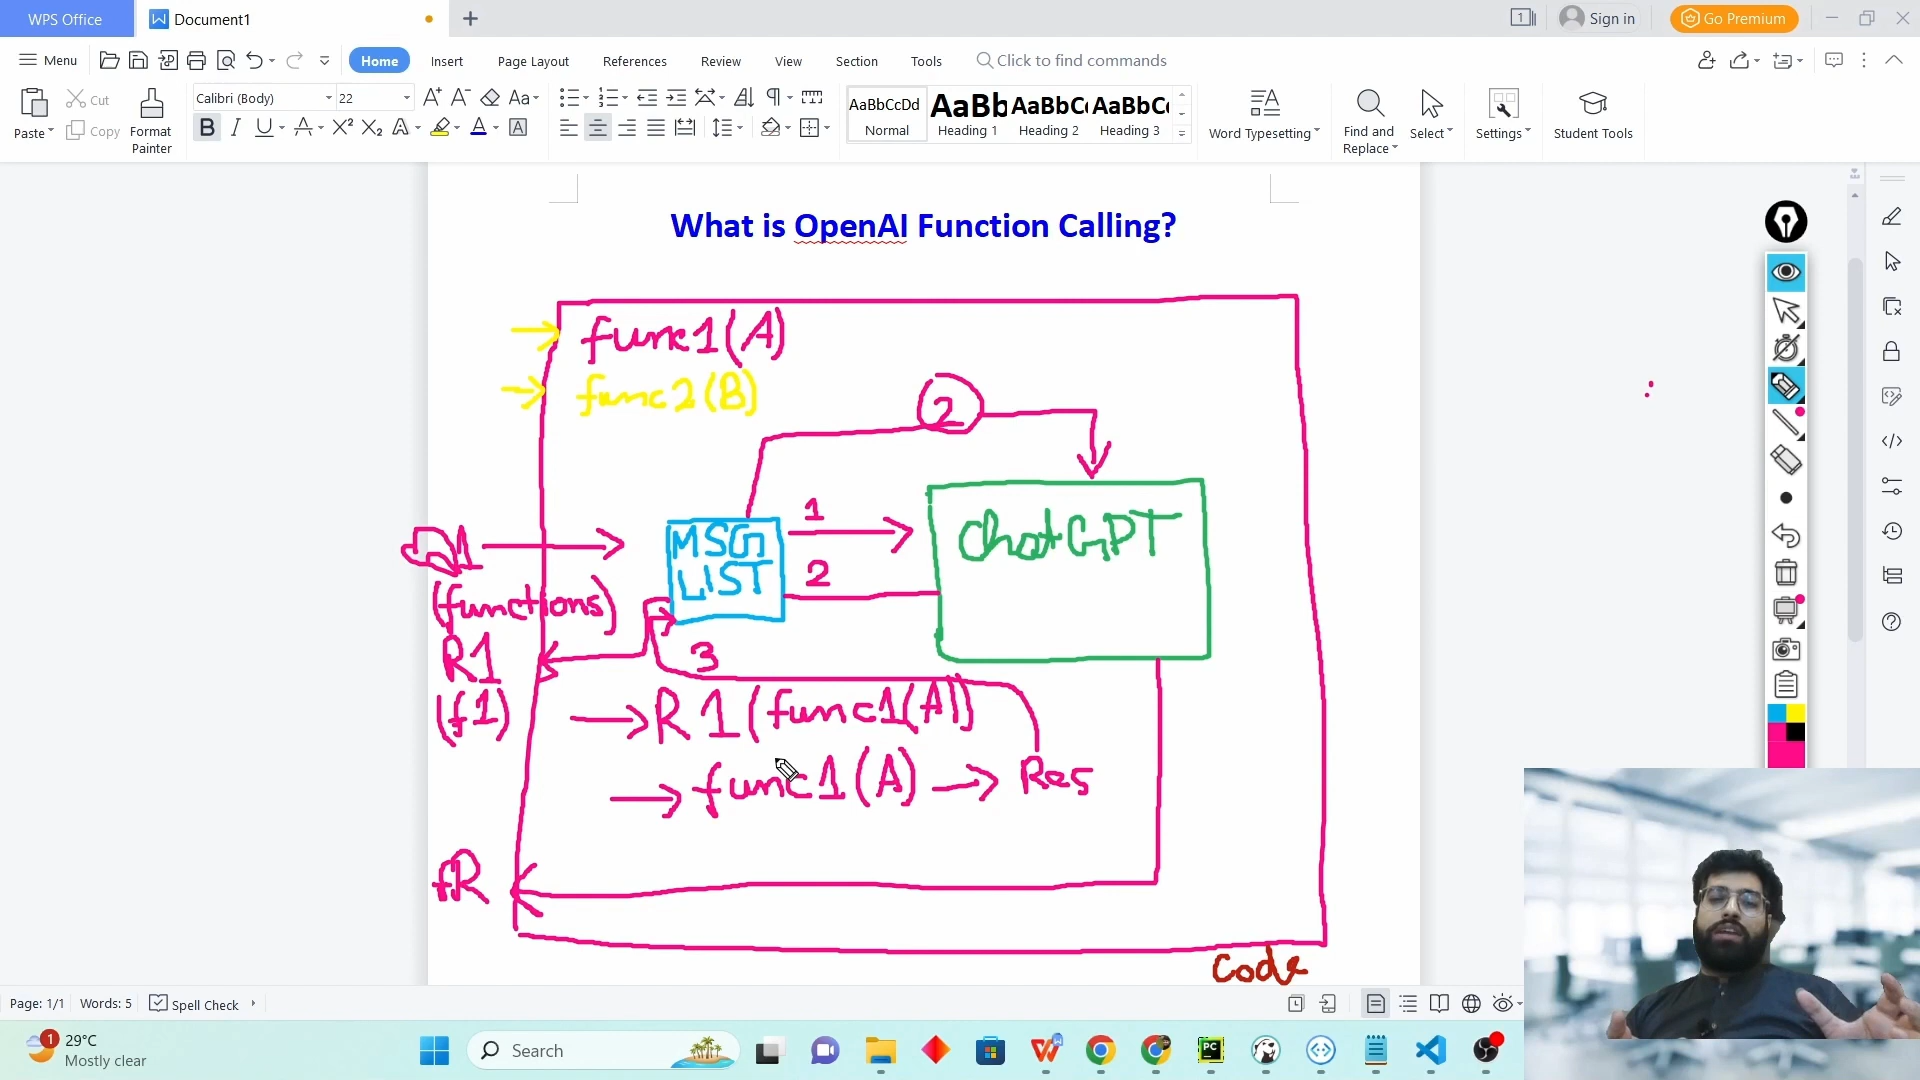 WPS Office
Document1
Sign in
Go Premium
Menu
Home
Insert
Page Layout
References
Review
View
Section
Tools
Click to find commands
Paste
Cut
Copy
Format Painter
Calibri (Body)
22
AaBbCcDd
Normal
AaBb
Heading 1
AaBbC
Heading 2
AaBbC
Heading 3
Word Typesetting
Find and Replace
Select
Settings
Student Tools
What is OpenAI Function Calling?
func1(A)
func2(B)
2
MSG
LIST
1
2
ChatGPT
Q1
(functions)
R1
(f1)
3
R1(func1(A))
func1(A)
Res
fR
Code
Page: 1/1
Words: 5
Spell Check
1
29°C
Mostly clear
Search